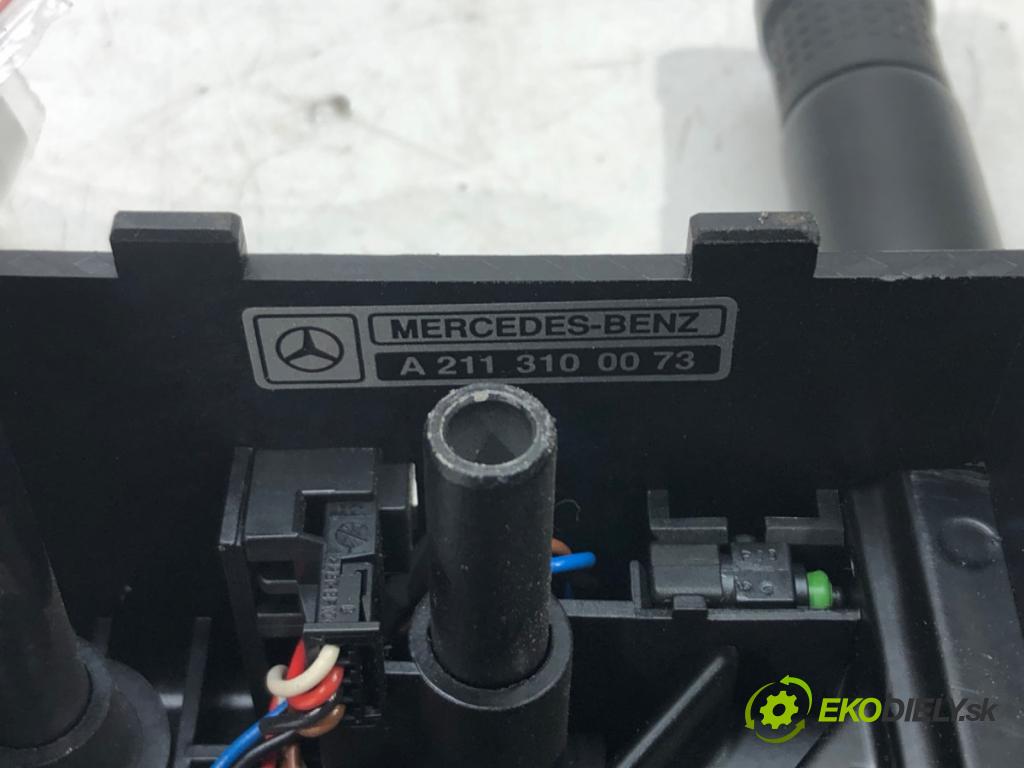 MERCEDES-BENZ
A 211 310 00 73
EKODIELY.sk